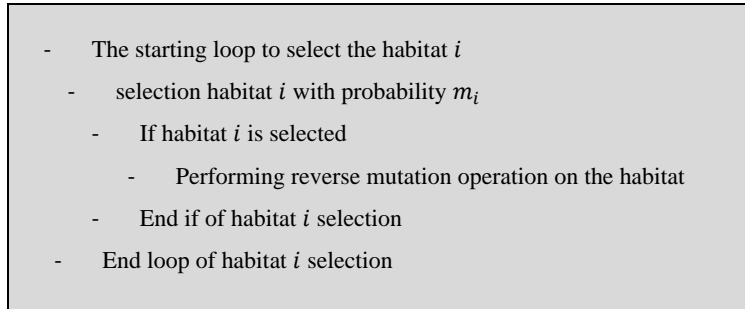 - The starting loop to select the habitat i
- selection habitat i with probability mᵢ
- If habitat i is selected
- Performing reverse mutation operation on the habitat
- End if of habitat i selection
- End loop of habitat i selection